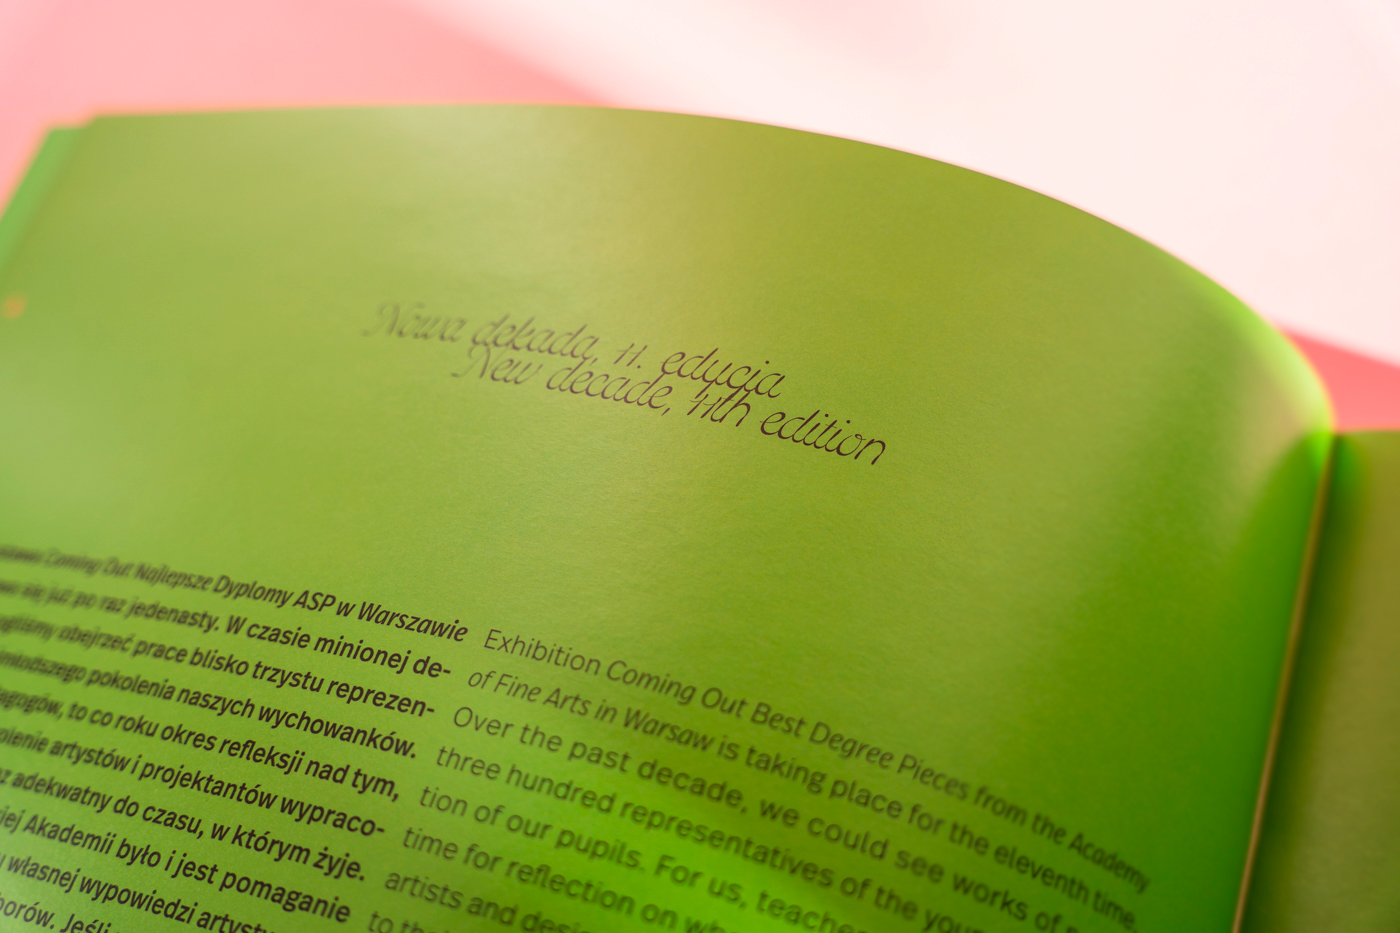 Nowa dekada, 11. edycja
New decade, 11th edition
Coming Out Najlepsze Dyplomy ASP w Warszawie
się już po raz jedenasty. W czasie minionej de-
obejrzeć prace blisko trzystu reprezen-
pokolenia naszych wychowanków.
to co roku okres refleksji nad tym,
artystów i projektantów wypraco-
adekwatny do czasu, w którym żyje.
Akademii było i jest pomaganie
własnej wypowiedzi
Jeśli
Exhibition Coming Out Best Degree Pieces from the Academy
of Fine Arts in Warsaw is taking place for the eleventh time.
Over the past decade, we could see works of
three hundred representatives of the
tion of our pupils. For us,
time for reflection on
artists and
to